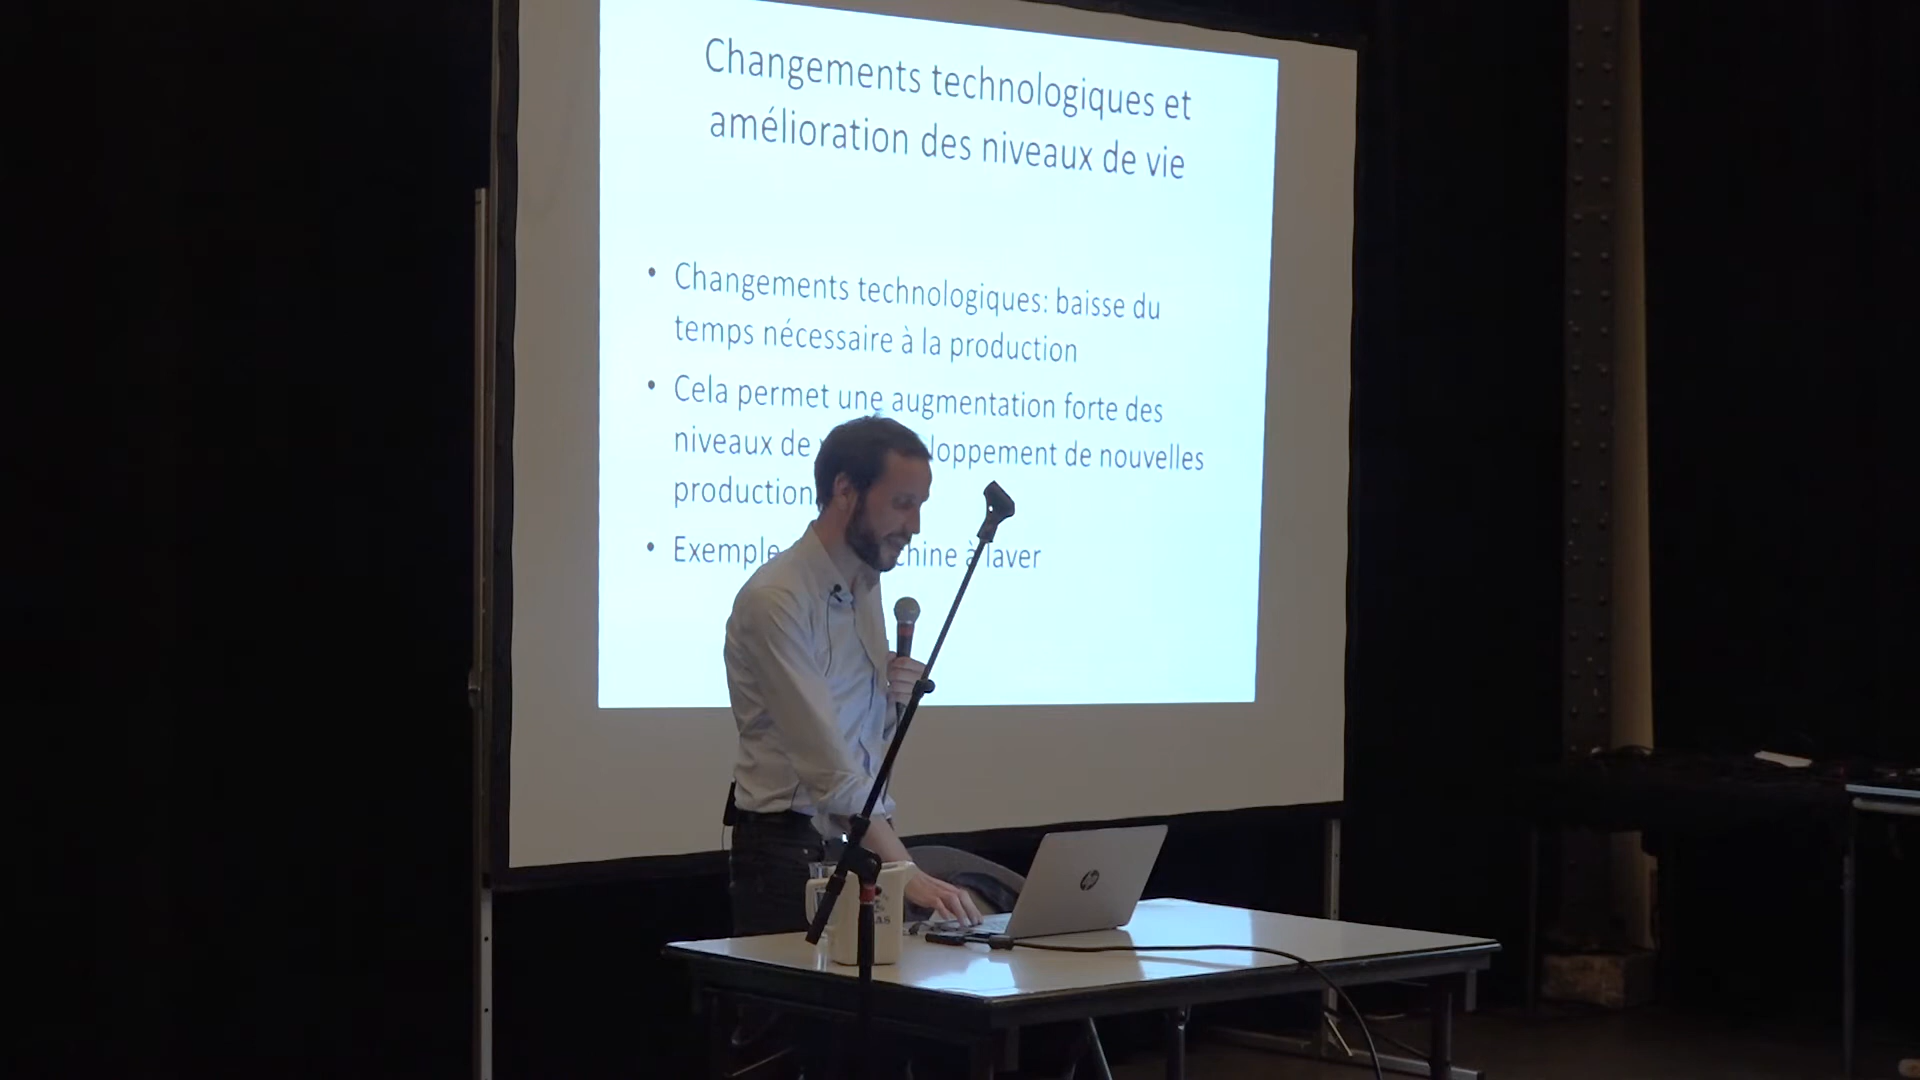 Changements technologiques et
amélioration des niveaux de vie
• Changements technologiques: baisse du
temps nécessaire à la production
• Cela permet une augmentation forte des
niveaux de loppement de nouvelles
production
• Exemple chine à laver
hp